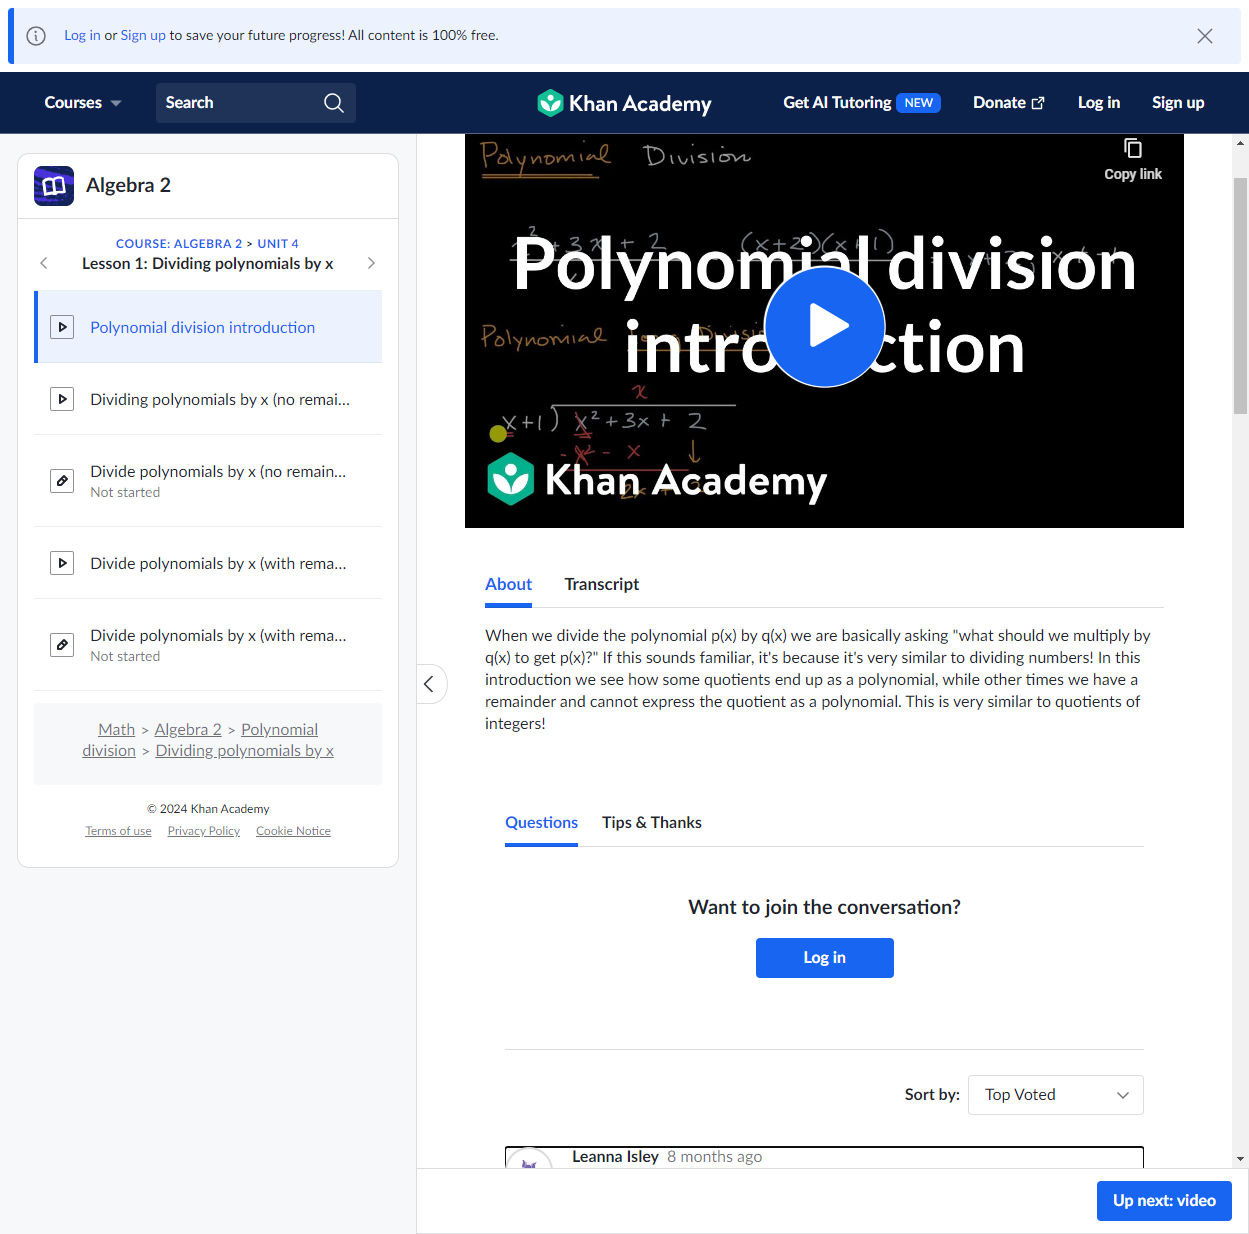 Log in or Sign up to save your future progress! All content is 100% free.
Courses
Search
Khan Academy
Get AI Tutoring NEW
Donate
Log in
Sign up
Algebra 2
COURSE: ALGEBRA 2 > UNIT 4
Lesson 1: Dividing polynomials by x
Polynomial division introduction
Dividing polynomials by x (no remai...
Divide polynomials by x (no remain...
Not started
Divide polynomials by x (with rema...
Divide polynomials by x (with rema...
Not started
Math > Algebra 2 > Polynomial
division > Dividing polynomials by x
© 2024 Khan Academy
Terms of use Privacy Policy Cookie Notice
Polynomial Division
Copy link
Polynomial division
introduction
Polynomial Long Division
x
x+1) x² + 3x + 2
Khan Academy
About Transcript
When we divide the polynomial p(x) by q(x) we are basically asking "what should we multiply by
q(x) to get p(x)?" If this sounds familiar, it's because it's very similar to dividing numbers! In this
introduction we see how some quotients end up as a polynomial, while other times we have a
remainder and cannot express the quotient as a polynomial. This is very similar to quotients of
integers!
Questions Tips & Thanks
Want to join the conversation?
Log in
Sort by: Top Voted
Leanna Isley 8 months ago
Up next: video